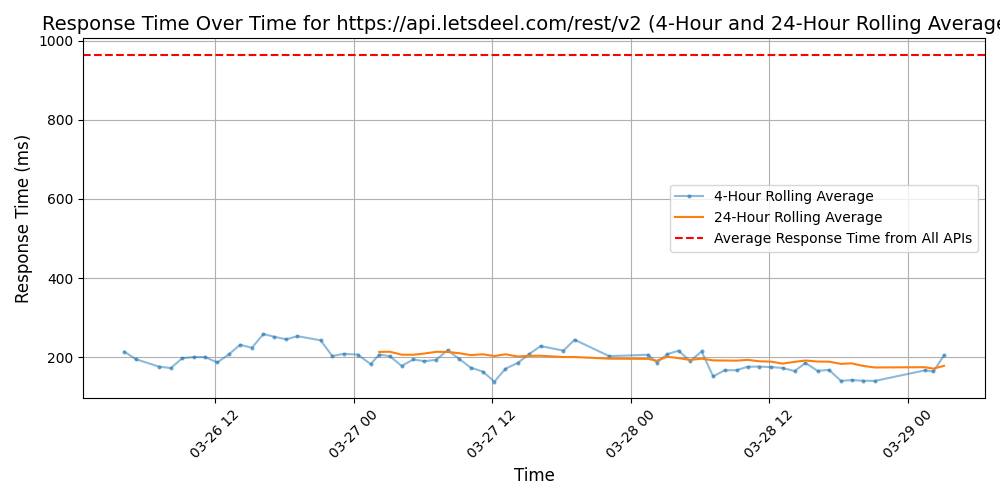 Response Time Over Time for https://api.letsdeel.com/rest/v2 (4-Hour and 24-Hour Rolling Average
1000
800
600
400
200
Response Time (ms)
4-Hour Rolling Average
24-Hour Rolling Average
Average Response Time from All APIs
03-26 12
03-27 00
03-27 12
03-28 00
03-28 12
03-29 00
Time